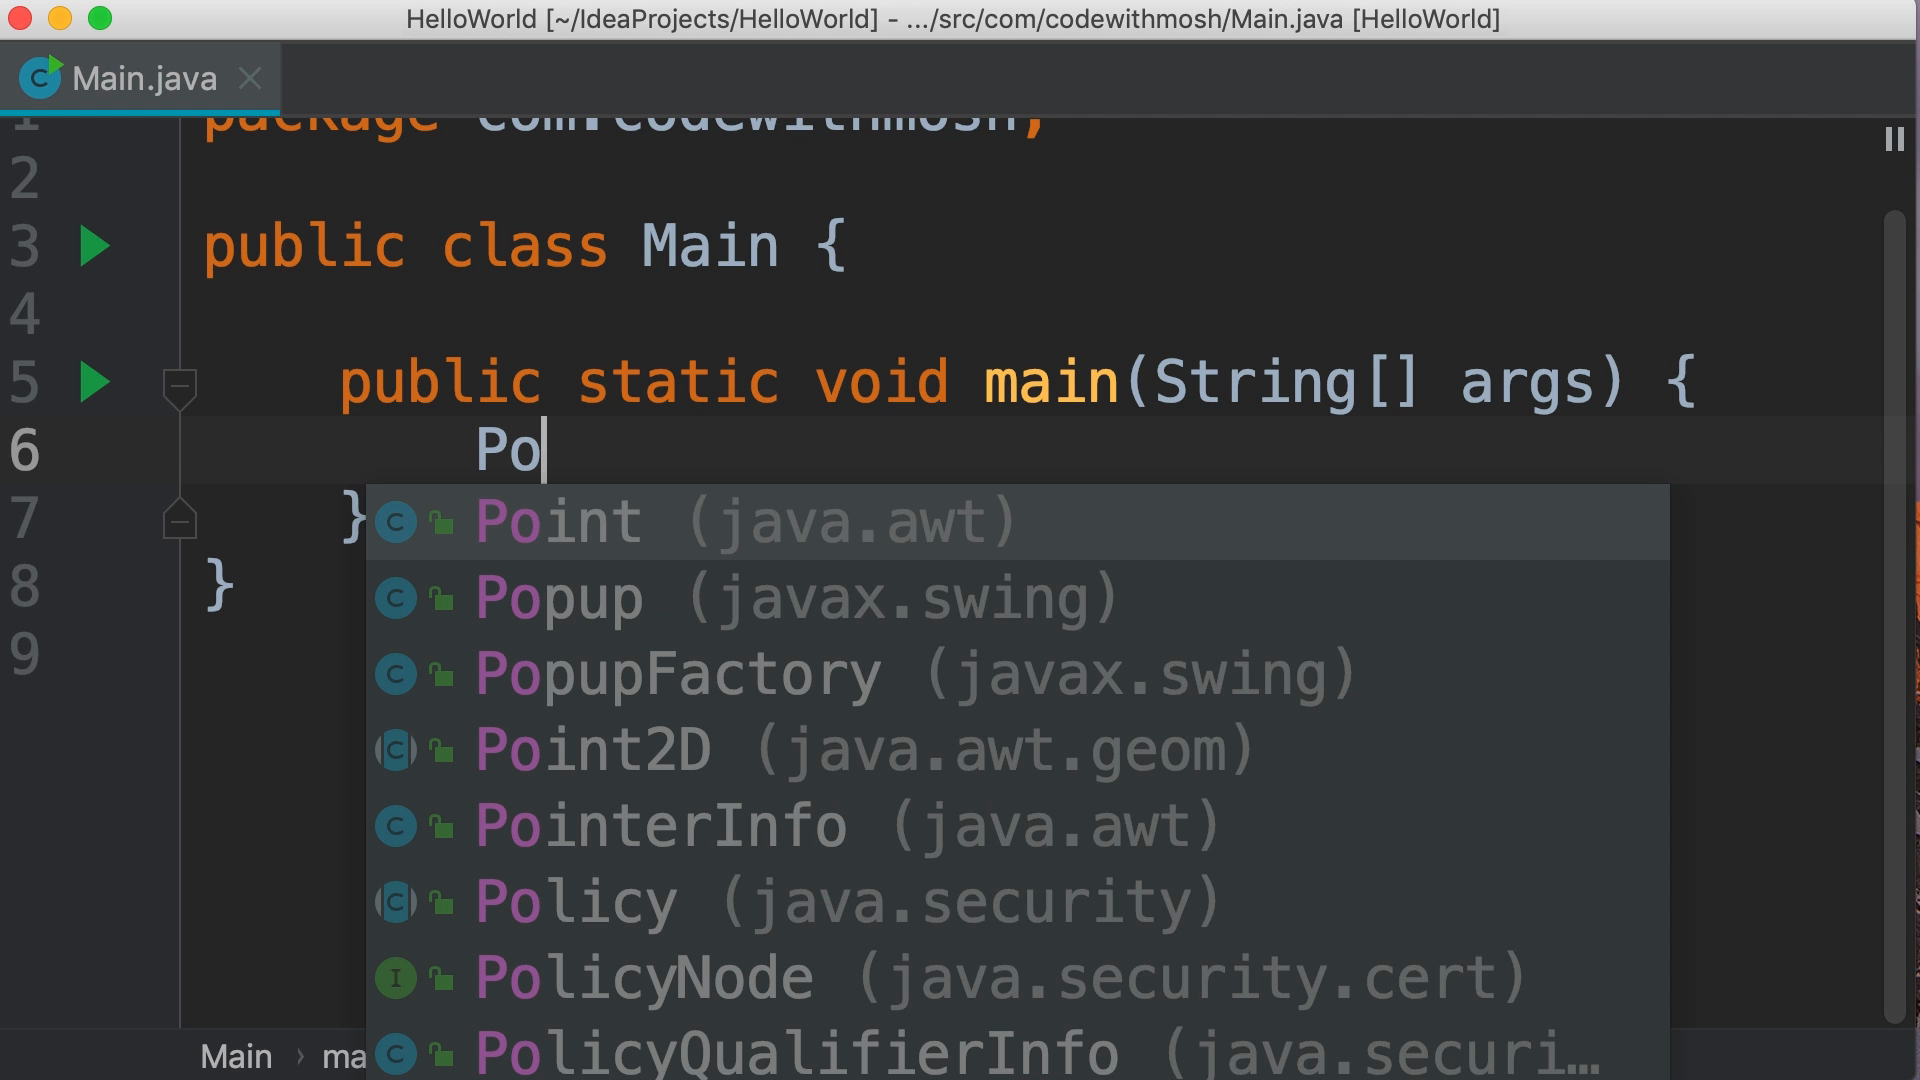 HelloWorld [~/IdeaProjects/HelloWorld] - .../src/com/codewithmosh/Main.java [HelloWorld]
Main.java
1 package com.codewithmosh;
2
3 public class Main {
4
5 public static void main(String[] args) {
6 Po
7 }
8 }
9
C Point (java.awt)
C Popup (javax.swing)
C PopupFactory (javax.swing)
C Point2D (java.awt.geom)
C PointerInfo (java.awt)
C Policy (java.security)
I PolicyNode (java.security.cert)
C PolicyQualifierInfo (java.securi…
Main › ma